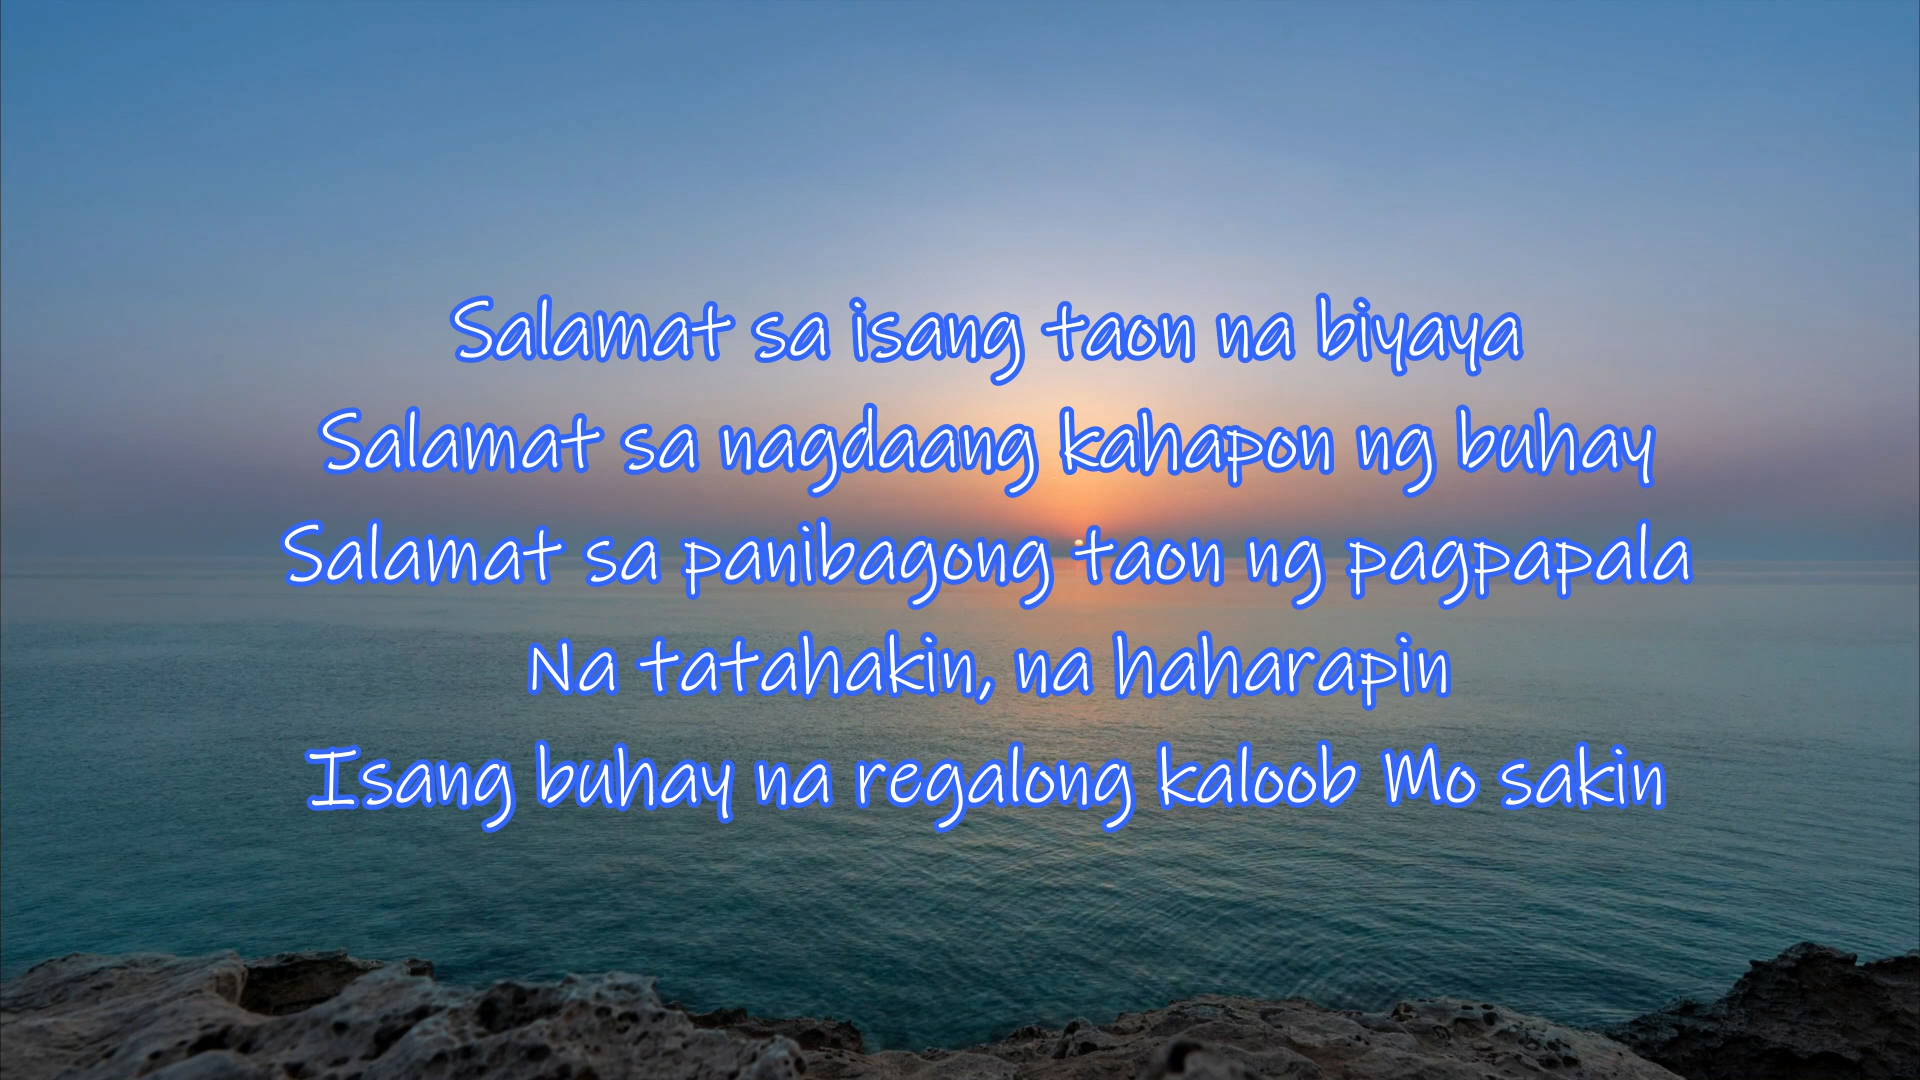 Salamat sa isang taon na biyaya
Salamat sa nagdaang kahapon ng buhay
Salamat sa panibagong taon ng pagpapala
Na tatahakin, na haharapin
Isang buhay na regalong kaloob Mo sakin